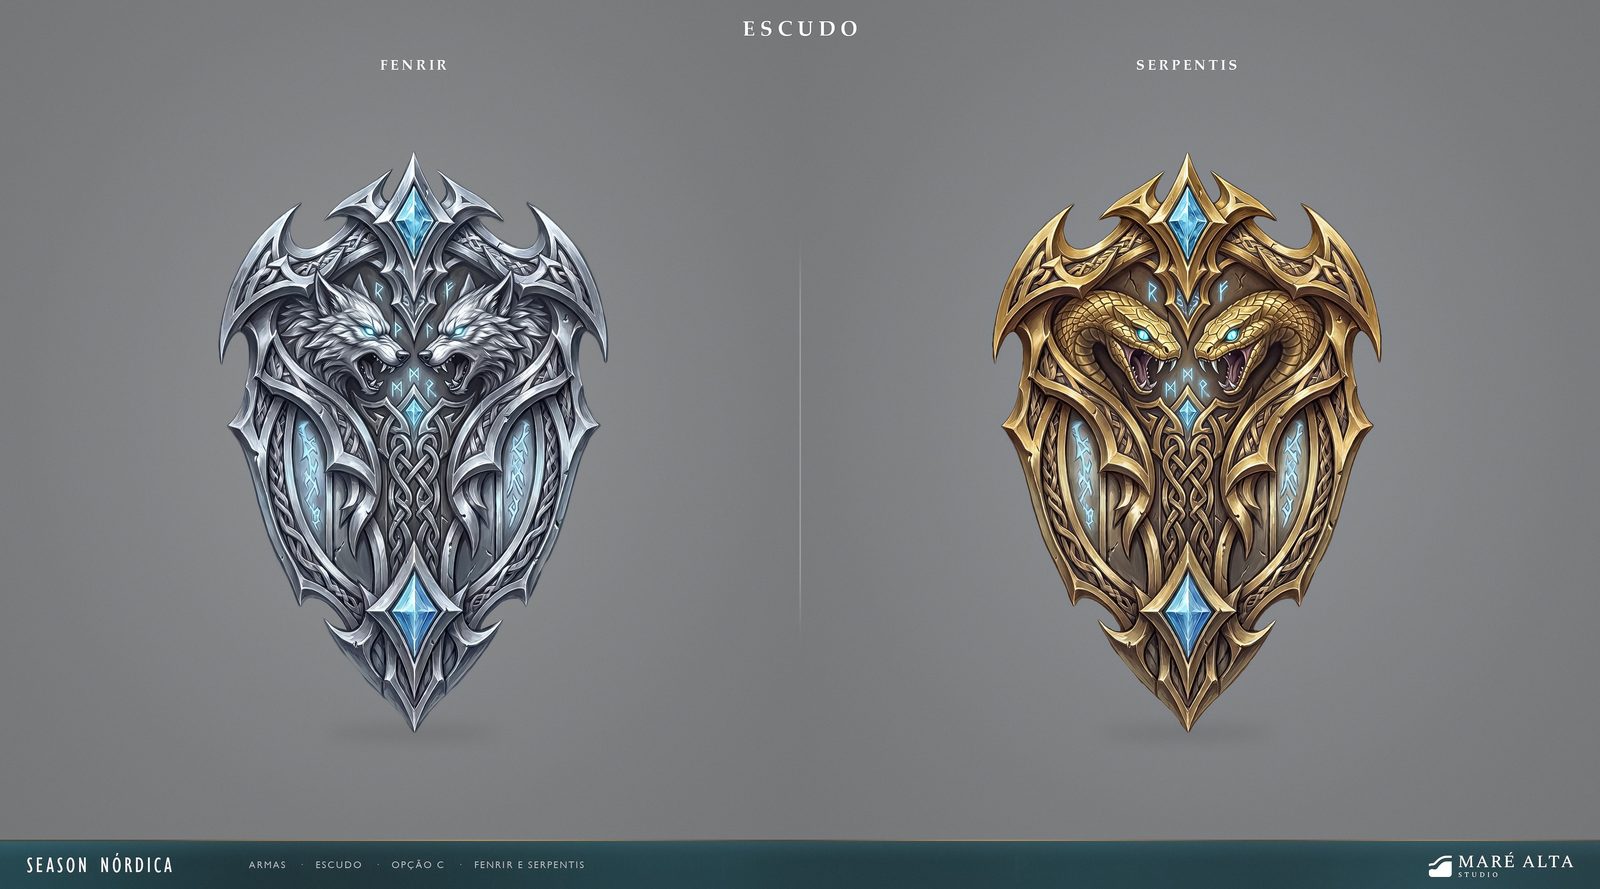 ESCUDO
FENRIR
SERPENTIS
SEASON NÓRDICA
ARMAS · ESCUDO · OPÇÃO C · FENRIR E SERPENTIS
MARÉ ALTA
STUDIO